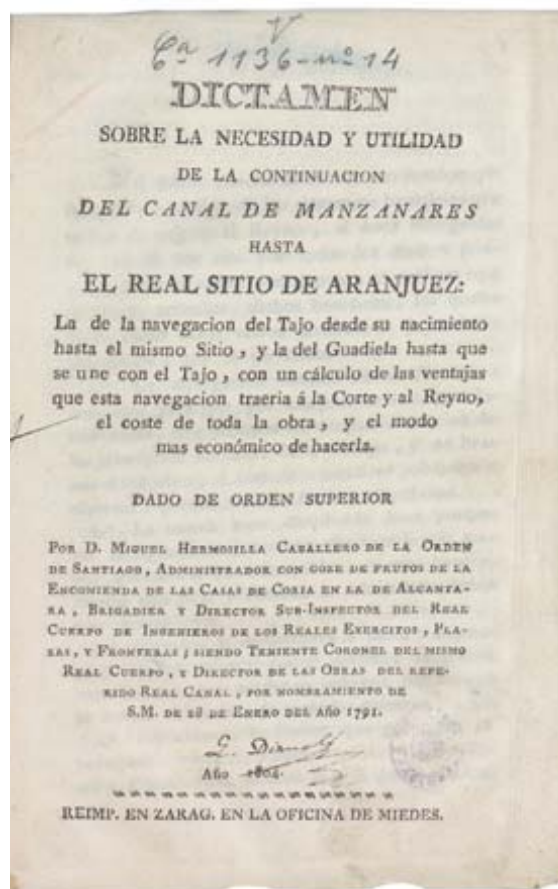 V
Cª 1136-nº 14
DICTAMEN
SOBRE LA NECESIDAD Y UTILIDAD
DE LA CONTINUACION
DEL CANAL DE MANZANARES
HASTA
EL REAL SITIO DE ARANJUEZ:
La de la navegacion del Tajo desde su nacimiento
hasta el mismo Sitio, y la del Guadiela hasta que
se une con el Tajo, con un cálculo de las ventajas
que esta navegacion traeria á la Corte y al Reyno,
el coste de toda la obra, y el modo
mas económico de hacerla.
DADO DE ORDEN SUPERIOR
POR D. MIGUEL HERMOSILLA CABALLERO DE LA ORDEN
DE SANTIAGO, ADMINISTRADOR CON GOZE DE FRUTOS DE LA
ENCOMIENDA DE LAS CASAS DE CORIA EN LA DE ALCANTA-
RA, BRIGADIER Y DIRECTOR SUB-INSPECTOR DEL REAL
CUERPO DE INGENIEROS DE LOS REALES EXERCITOS, PLA-
ZAS, Y FRONTERAS; SIENDO TENIENTE CORONEL DEL MISMO
REAL CUERPO, Y DIRECTOR DE LAS OBRAS DEL REFE-
RIDO REAL CANAL, POR NOMBRAMIENTO DE
S.M. DE 28 DE ENERO DEL AÑO 1791.
Año 1804.
REIMP. EN ZARAG. EN LA OFICINA DE MIEDES.